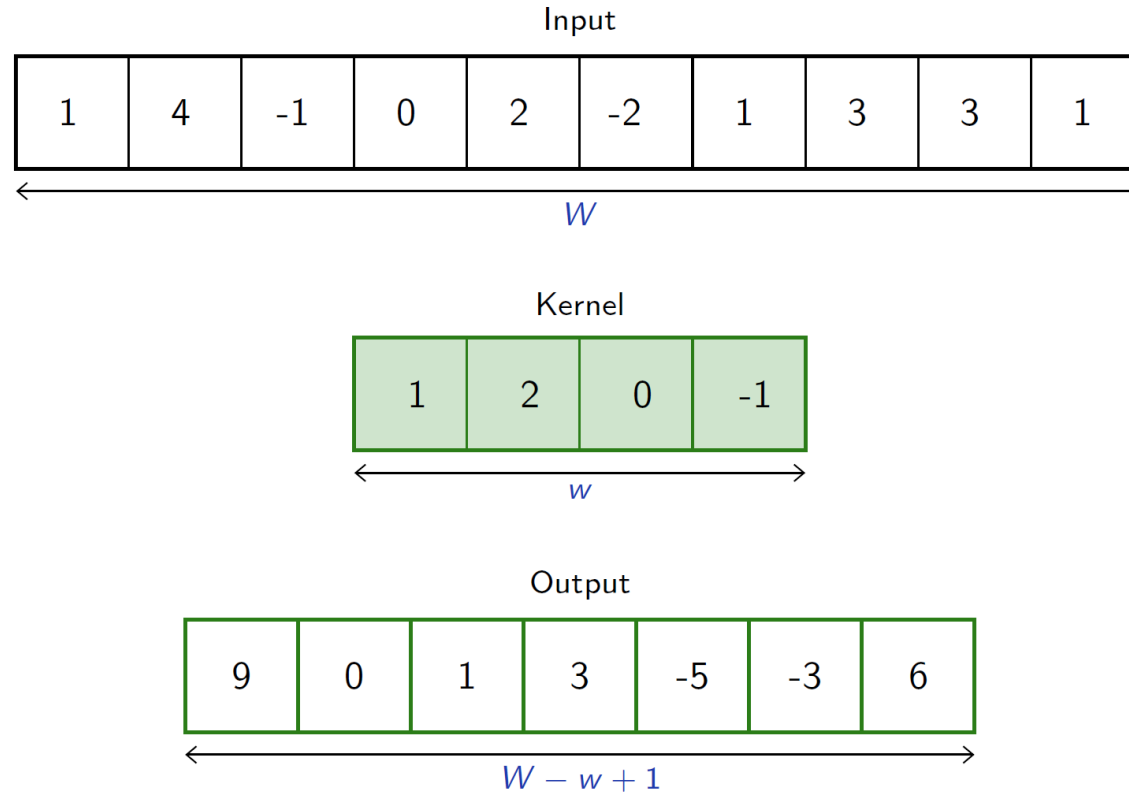 Input
1 4 -1 0 2 -2 1 3 3 1
W
Kernel
1 2 0 -1
w
Output
9 0 1 3 -5 -3 6
W − w + 1